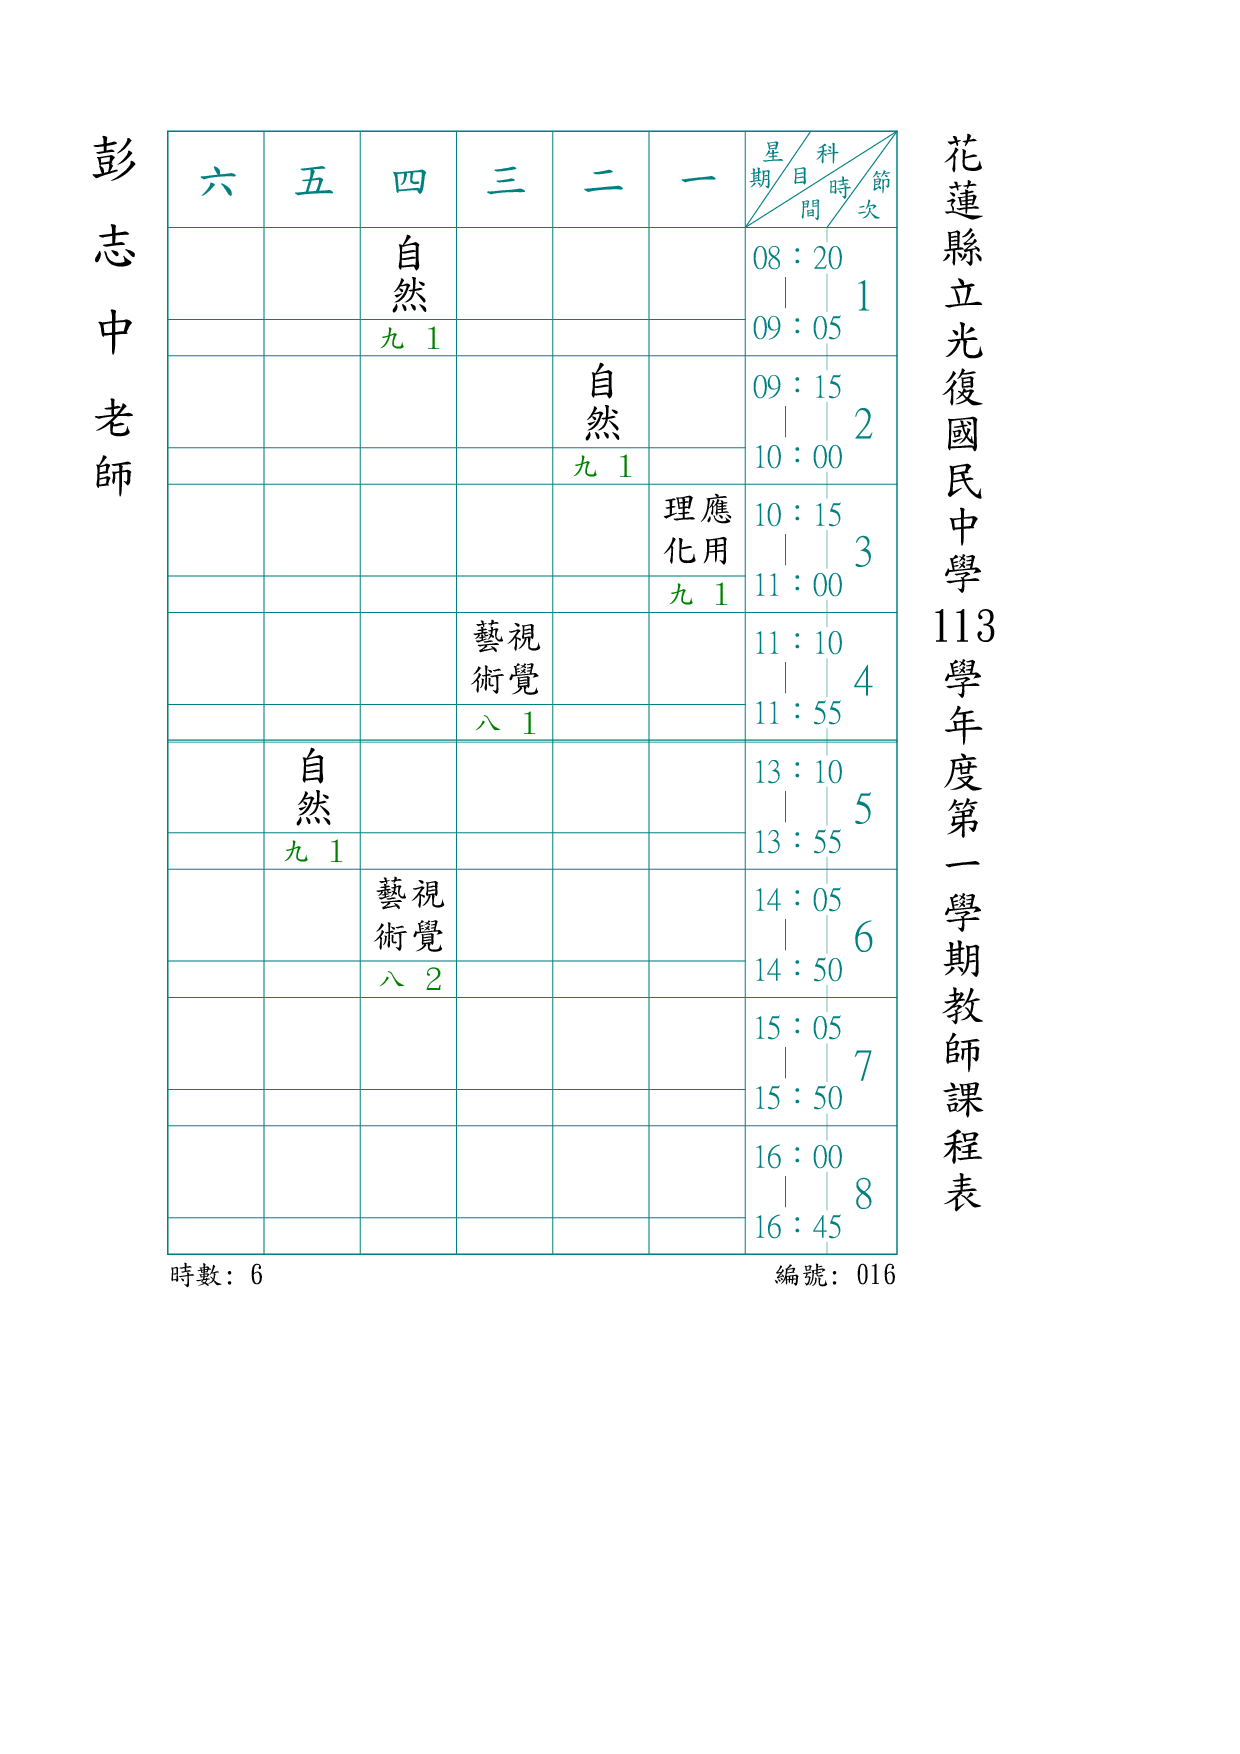 花蓮縣立光復國民中學113學年度第一學期教師課程表
星期 科目 時間 節次
一 二 三 四 五 六
08：20｜09：05 1
自然
九 1
09：15｜10：00 2
自然
九 1
10：15｜11：00 3
應用理化
九 1
11：10｜11：55 4
視覺藝術
八 1
13：10｜13：55 5
自然
九 1
14：05｜14：50 6
視覺藝術
八 2
15：05｜15：50 7
16：00｜16：45 8
彭志中老師
編號: 016
時數: 6